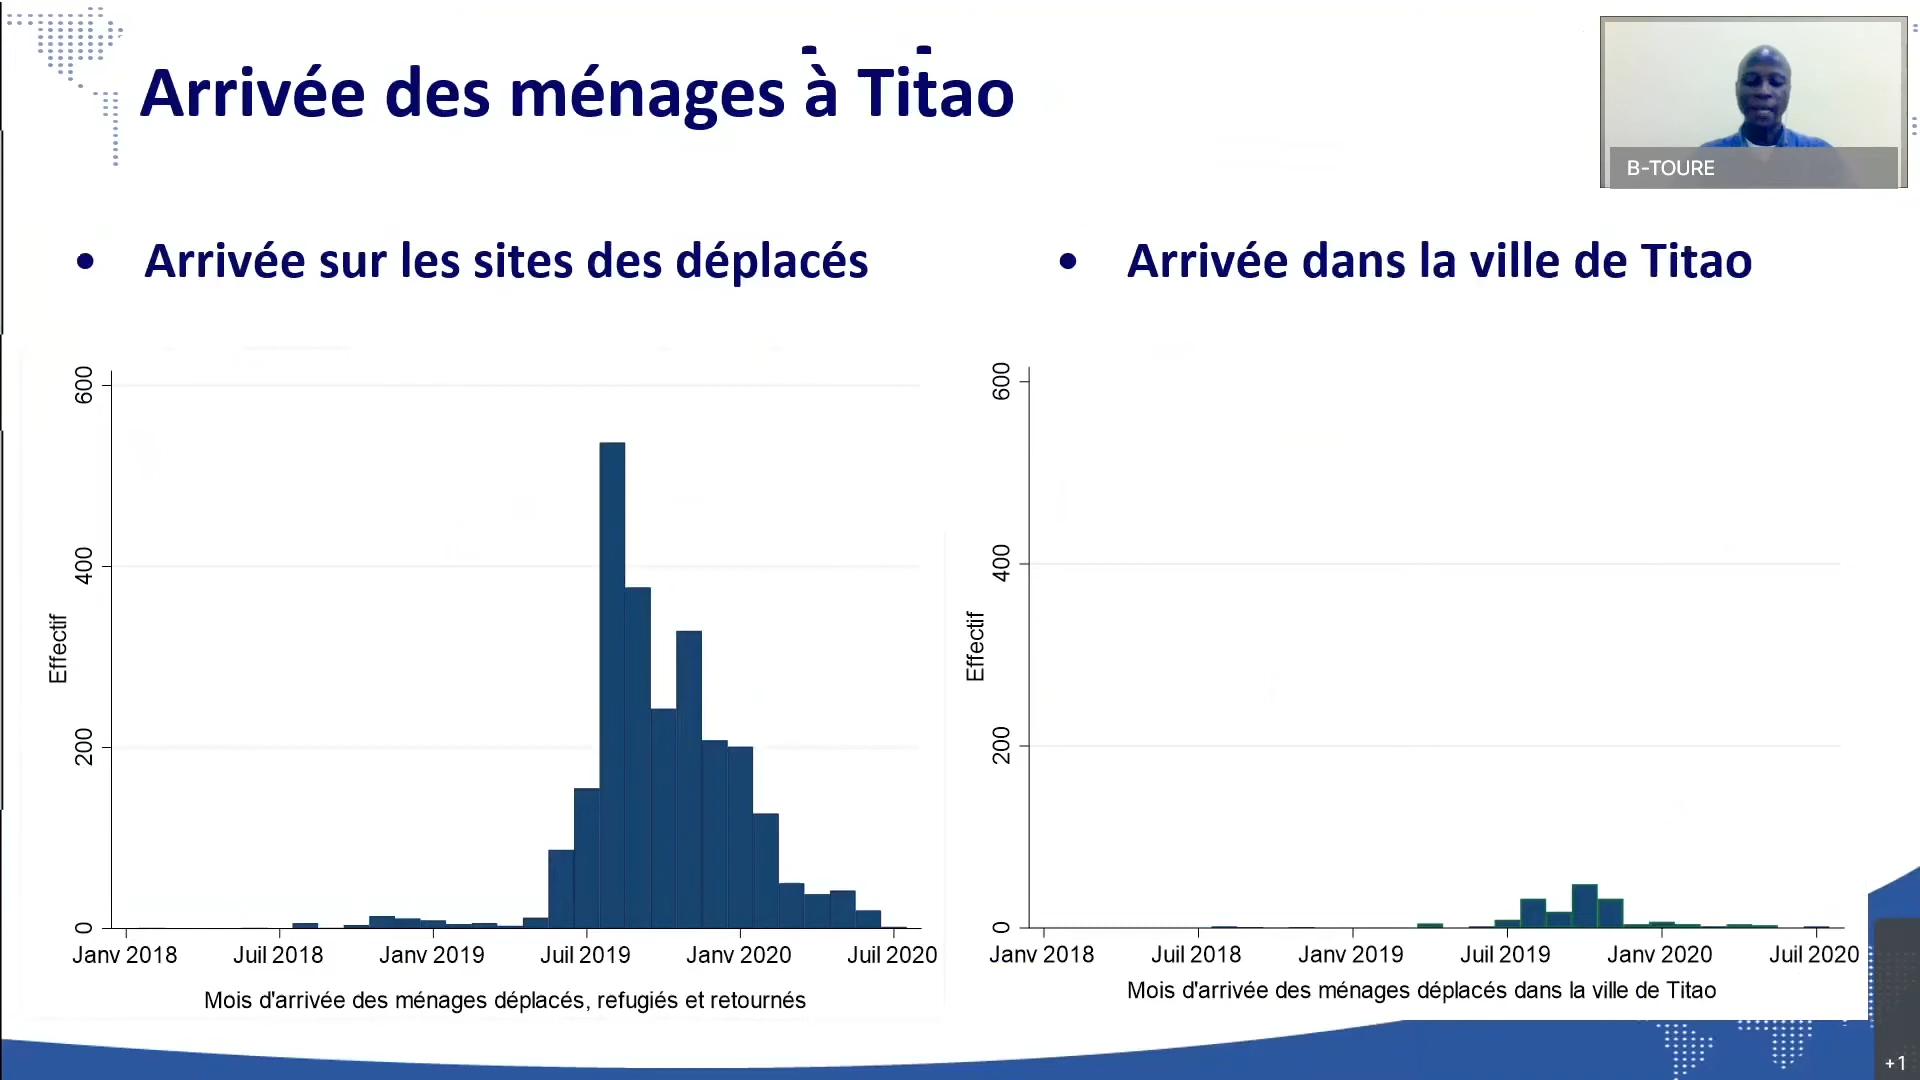 Arrivée des ménages à Titao
B-TOURE
• Arrivée sur les sites des déplacés
• Arrivée dans la ville de Titao
600
400
200
0
Effectif
Janv 2018 Juil 2018 Janv 2019 Juil 2019 Janv 2020 Juil 2020
Mois d'arrivée des ménages déplacés, refugiés et retournés
600
400
200
0
Effectif
Janv 2018 Juil 2018 Janv 2019 Juil 2019 Janv 2020 Juil 2020
Mois d'arrivée des ménages déplacés dans la ville de Titao
+1